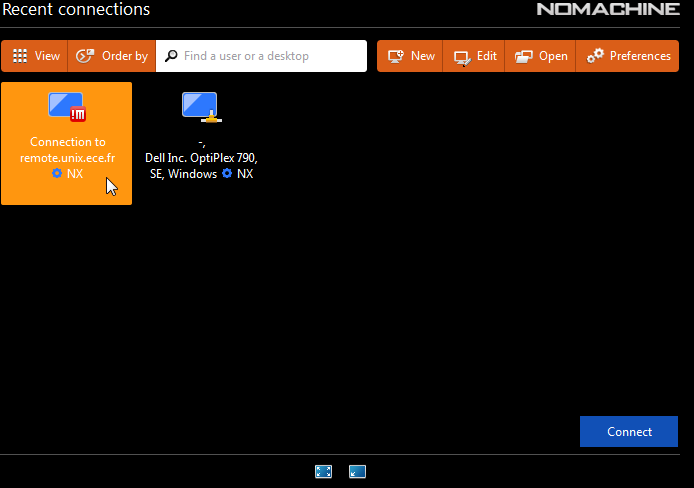 Recent connections
NOMACHINE
View
Order by
Find a user or a desktop
New
Edit
Open
Preferences
Connection to
remote.unix.ece.fr
NX
-,
Dell Inc. OptiPlex 790,
SE, Windows NX
Connect